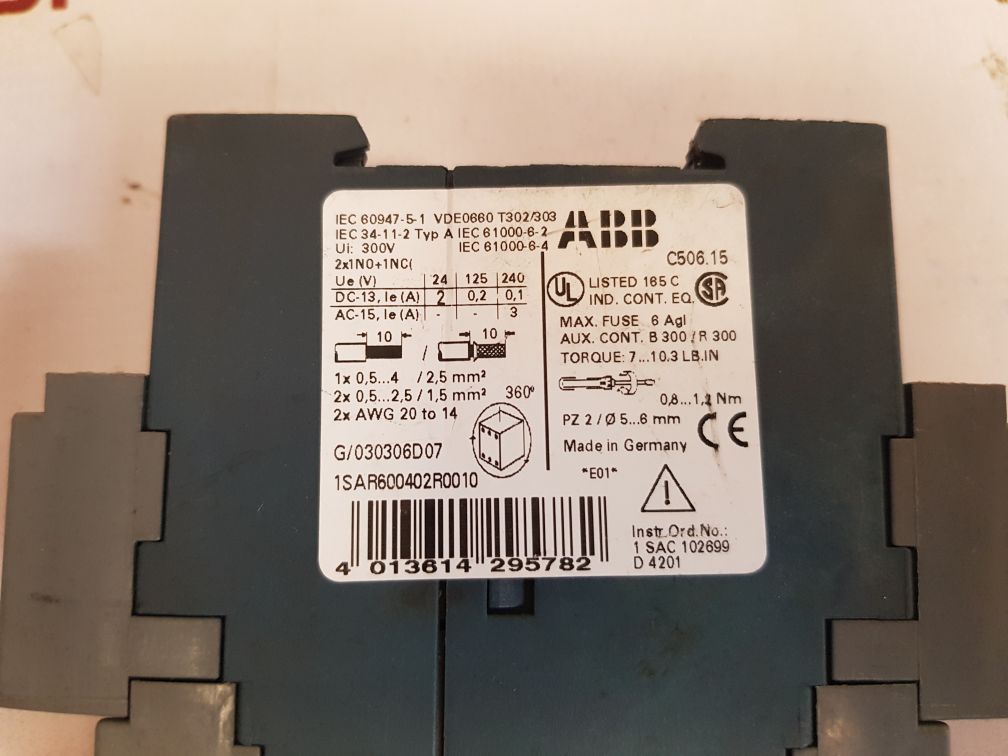 IEC 60947-5-1 VDE0660 T302/303
IEC 34-11-2 Typ A IEC 61000-6-2
Ui: 300V IEC 61000-6-4
2x1N0+1NC(
Ue (V) 24 125 240
DC-13, Ie (A) 2 0,2 0,1
AC-15, Ie (A) - - 3
10 / 10
1x 0,5...4 / 2,5 mm²
2x 0,5...2,5 / 1,5 mm² 360°
2x AWG 20 to 14
G/030306D07
1SAR600402R0010
4 013614 295782
ABB
C506.15
UL LISTED 165 C SA
IND. CONT. EQ.
MAX. FUSE 6 Agl
AUX. CONT. B 300 / R 300
TORQUE: 7...10.3 LB.IN
0,8...1,2 Nm
PZ 2 / Ø 5...6 mm CE
Made in Germany
*E01*
!
Instr.Ord.No.:
1 SAC 102699
D 4201